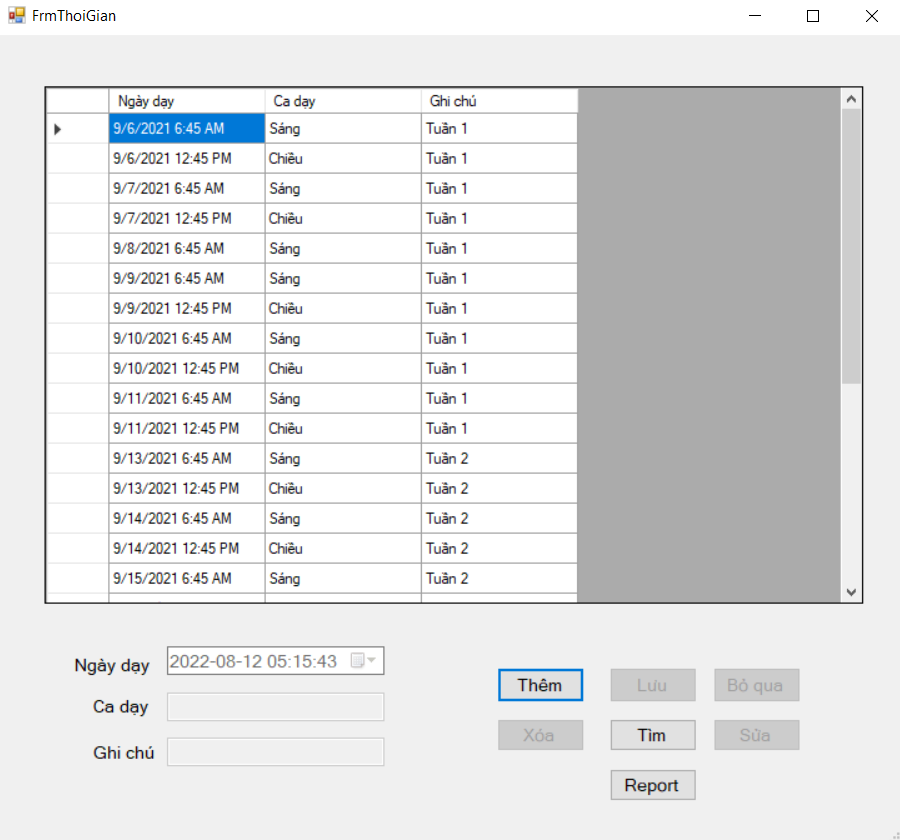 FrmThoiGian
Ngày dạy Ca dạy Ghi chú
9/6/2021 6:45 AM Sáng Tuần 1
9/6/2021 12:45 PM Chiều Tuần 1
9/7/2021 6:45 AM Sáng Tuần 1
9/7/2021 12:45 PM Chiều Tuần 1
9/8/2021 6:45 AM Sáng Tuần 1
9/9/2021 6:45 AM Sáng Tuần 1
9/9/2021 12:45 PM Chiều Tuần 1
9/10/2021 6:45 AM Sáng Tuần 1
9/10/2021 12:45 PM Chiều Tuần 1
9/11/2021 6:45 AM Sáng Tuần 1
9/11/2021 12:45 PM Chiều Tuần 1
9/13/2021 6:45 AM Sáng Tuần 2
9/13/2021 12:45 PM Chiều Tuần 2
9/14/2021 6:45 AM Sáng Tuần 2
9/14/2021 12:45 PM Chiều Tuần 2
9/15/2021 6:45 AM Sáng Tuần 2
Ngày dạy 2022-08-12 05:15:43
Ca dạy
Ghi chú
Thêm Lưu Bỏ qua
Xóa Tìm Sửa
Report